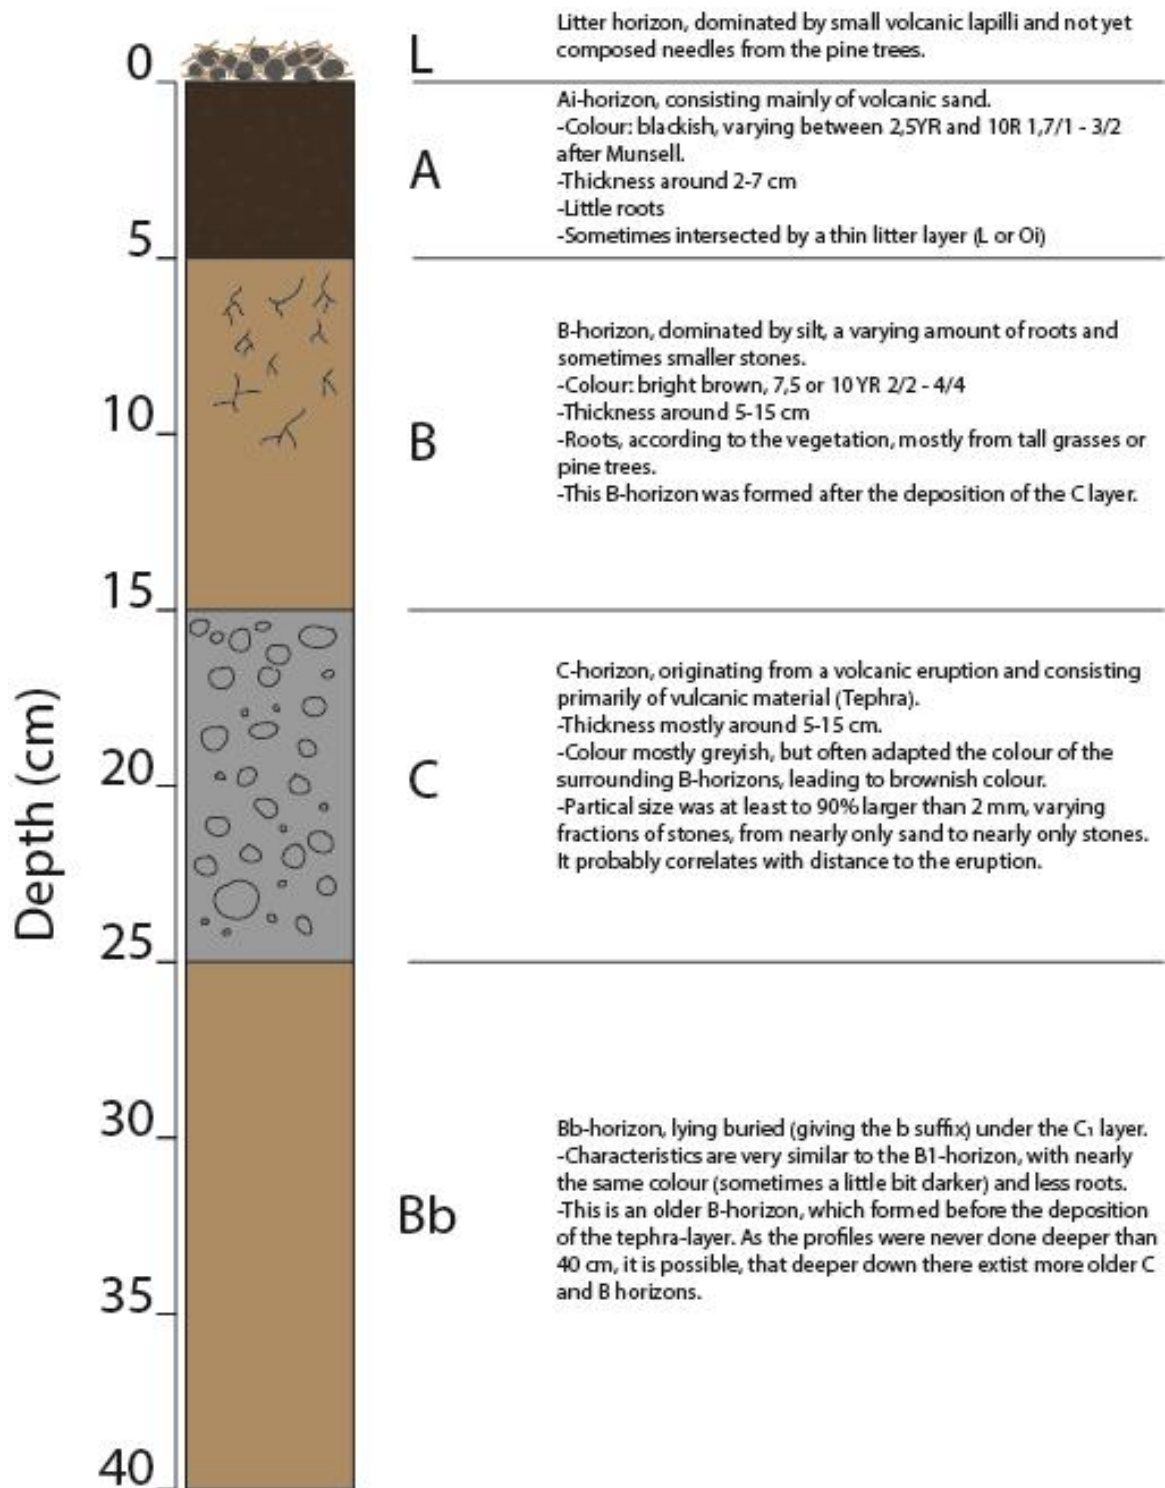 0
L
Litter horizon, dominated by small volcanic lapilli and not yet
composed needles from the pine trees.
A
Ai-horizon, consisting mainly of volcanic sand.
-Colour: blackish, varying between 2,5YR and 10R 1,7/1 - 3/2
after Munsell.
-Thickness around 2-7 cm
-Little roots
-Sometimes intersected by a thin litter layer (L or Oi)
5
B
B-horizon, dominated by silt, a varying amount of roots and
sometimes smaller stones.
-Colour: bright brown, 7,5 or 10 YR 2/2 - 4/4
-Thickness around 5-15 cm
-Roots, according to the vegetation, mostly from tall grasses or
pine trees.
-This B-horizon was formed after the deposition of the C layer.
10
15
Depth (cm)
C
C-horizon, originating from a volcanic eruption and consisting
primarily of vulcanic material (Tephra).
-Thickness mostly around 5-15 cm.
-Colour mostly greyish, but often adapted the colour of the
surrounding B-horizons, leading to brownish colour.
-Partical size was at least to 90% larger than 2 mm, varying
fractions of stones, from nearly only sand to nearly only stones.
It probably correlates with distance to the eruption.
20
25
30
Bb
Bb-horizon, lying buried (giving the b suffix) under the C₁ layer.
-Characteristics are very similar to the B1-horizon, with nearly
the same colour (sometimes a little bit darker) and less roots.
-This is an older B-horizon, which formed before the deposition
of the tephra-layer. As the profiles were never done deeper than
40 cm, it is possible, that deeper down there extist more older C
and B horizons.
35
40